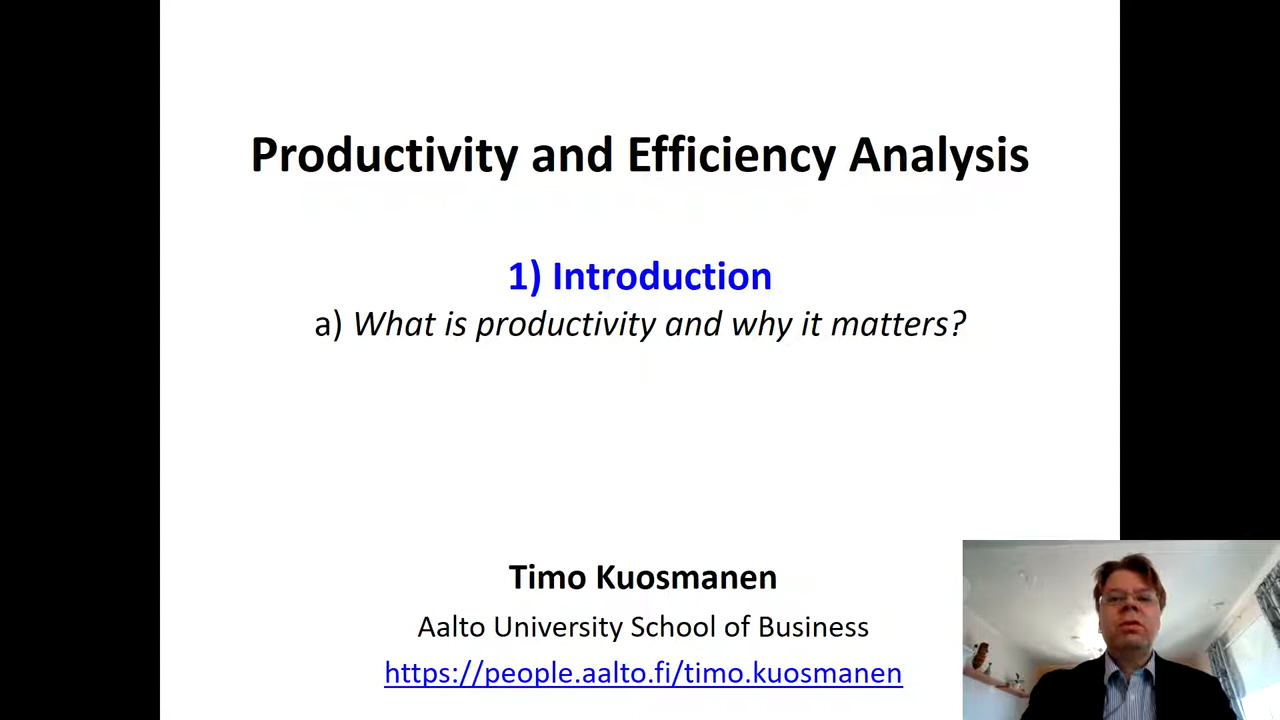 Productivity and Efficiency Analysis
1) Introduction
a) What is productivity and why it matters?
Timo Kuosmanen
Aalto University School of Business
https://people.aalto.fi/timo.kuosmanen